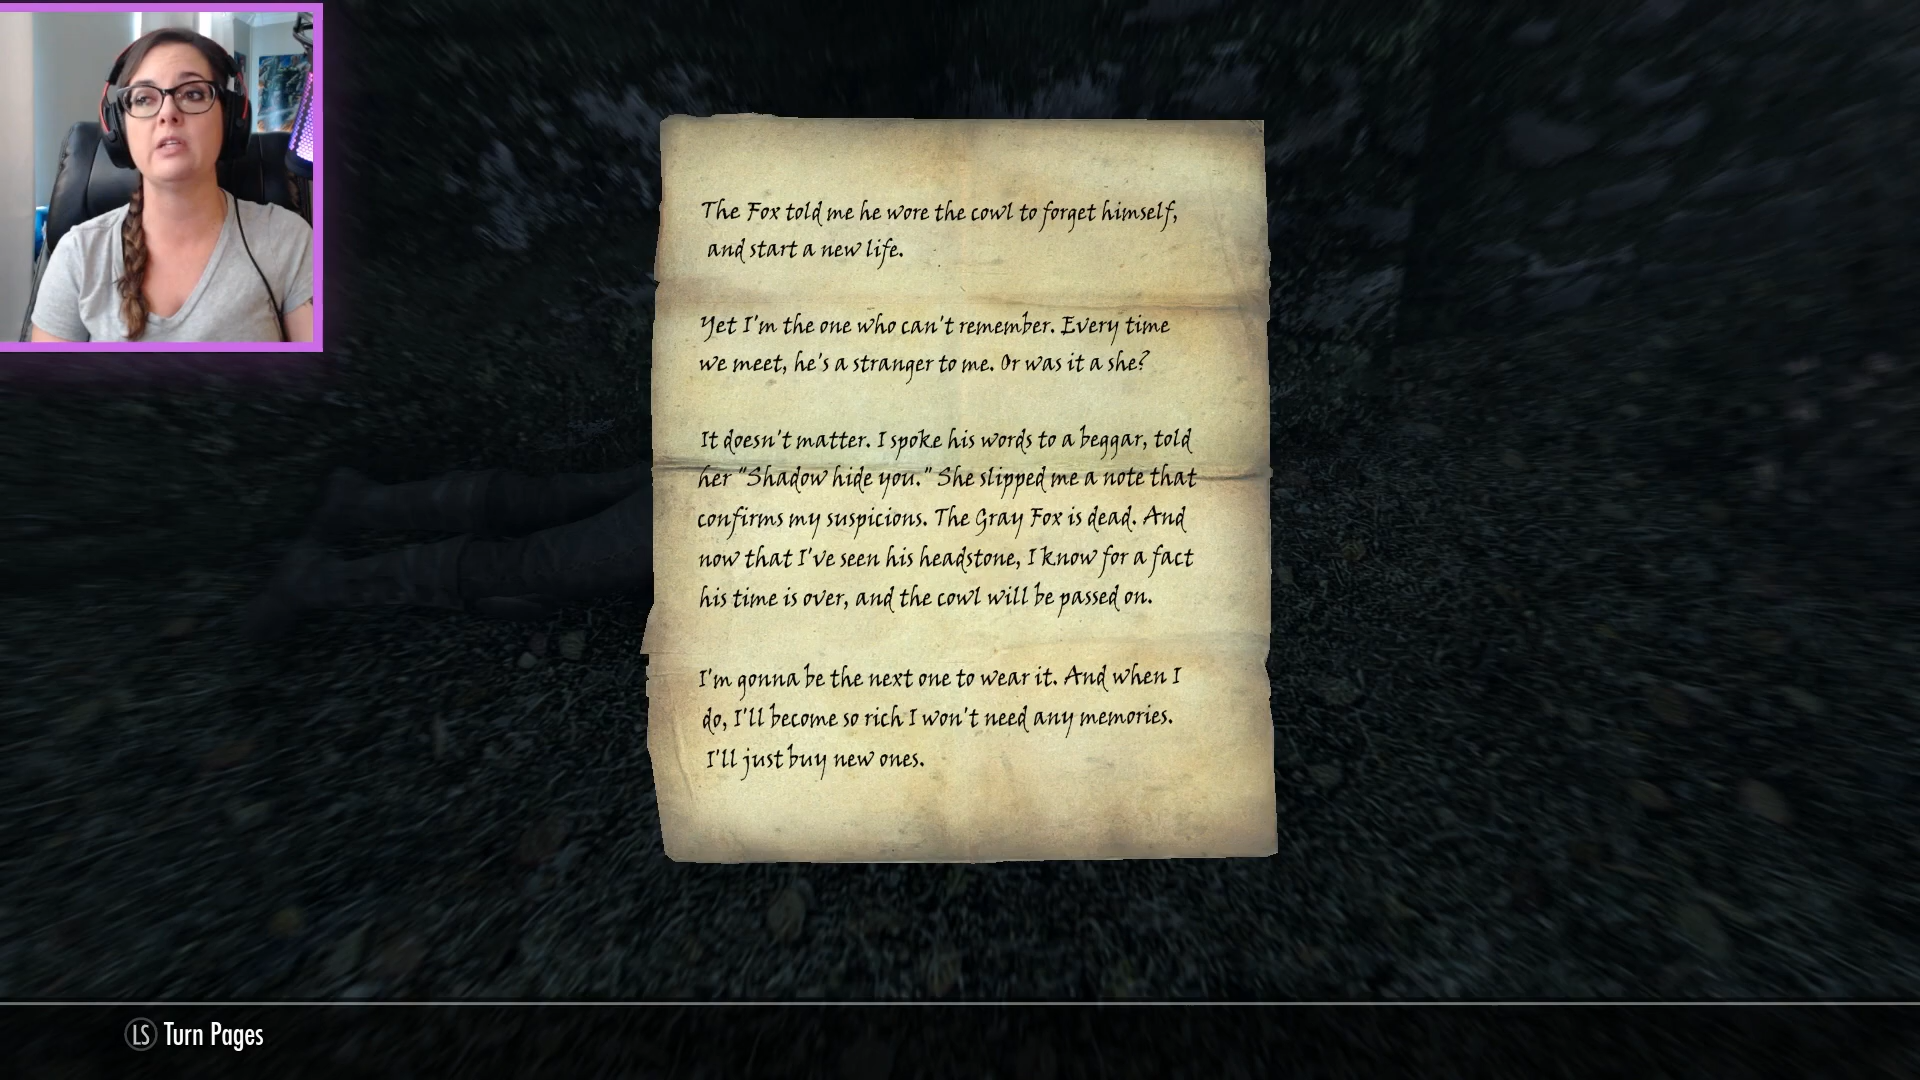 The Fox told me he wore the cowl to forget himself,
and start a new life.
Yet I'm the one who can't remember. Every time
we meet, he's a stranger to me. Or was it a she?
It doesn't matter. I spoke his words to a beggar, told
her "Shadow hide you." She slipped me a note that
confirms my suspicions. The Gray Fox is dead. And
now that I've seen his headstone, I know for a fact
his time is over, and the cowl will be passed on.
I'm gonna be the next one to wear it. And when I
do, I'll become so rich I won't need any memories.
I'll just buy new ones.
LS Turn Pages